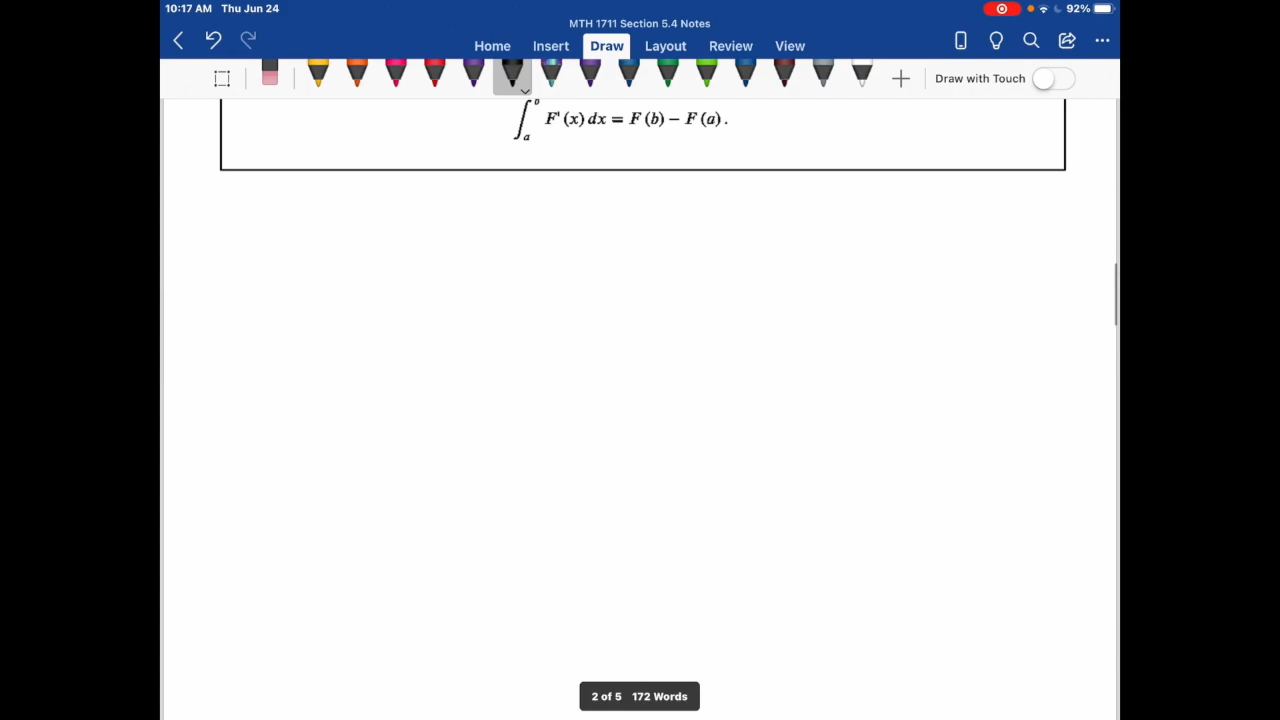 10:17 AM Thu Jun 24
92%
MTH 1711 Section 5.4 Notes
Home Insert Draw Layout Review View
Draw with Touch
∫ₐᵇ F' (x) dx = F (b) − F (a) .
2 of 5 172 Words